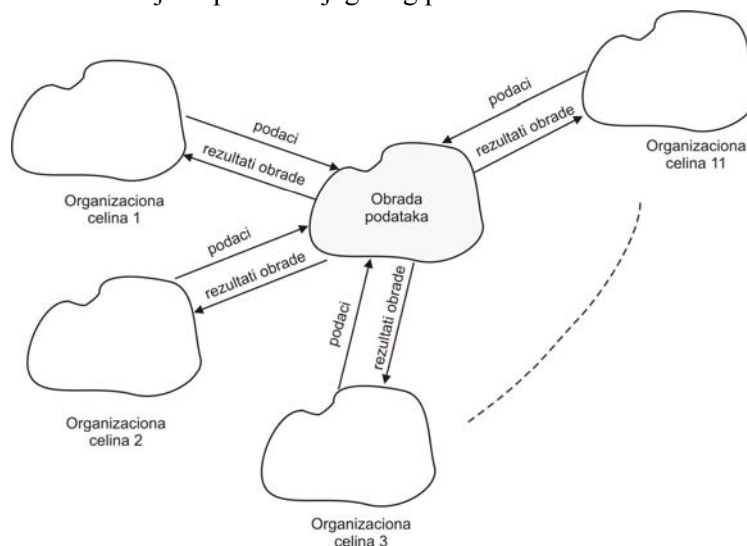 podaci
rezultati obrade
Organizaciona
celina 1
podaci
rezultati obrade
Organizaciona
celina 11
Obrada
podataka
podaci
rezultati obrade
Organizaciona
celina 2
podaci
rezultati obrade
Organizaciona
celina 3